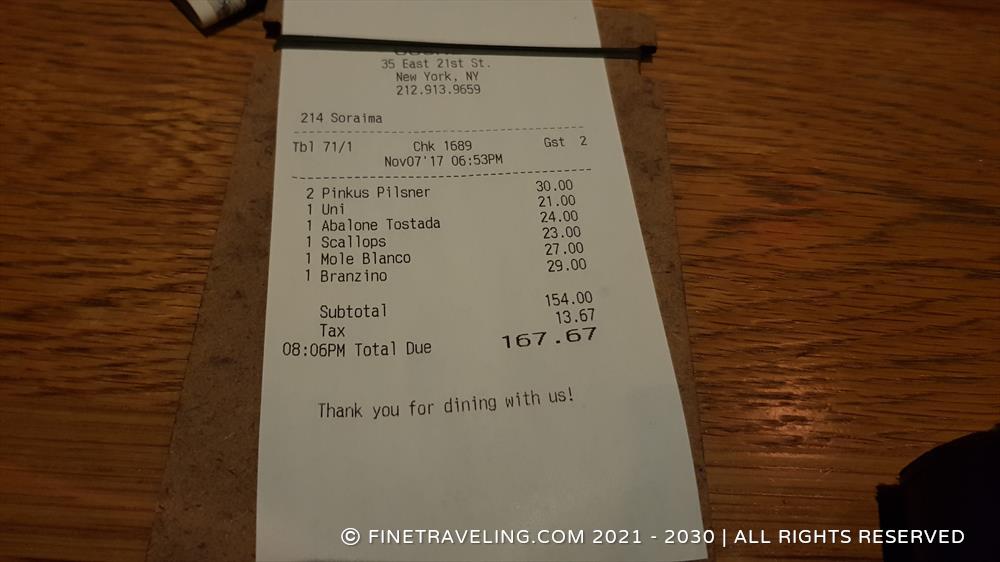 35 East 21st St.
New York, NY
212.913.9659
214 Soraima
Tbl 71/1 Chk 1689 Gst 2
Nov07'17 06:53PM
2 Pinkus Pilsner 30.00
1 Uni 21.00
1 Abalone Tostada 24.00
1 Scallops 23.00
1 Mole Blanco 27.00
1 Branzino 29.00
Subtotal 154.00
Tax 13.67
08:06PM Total Due 167.67
Thank you for dining with us!
© FINETRAVELING.COM 2021 - 2030 | ALL RIGHTS RESERVED